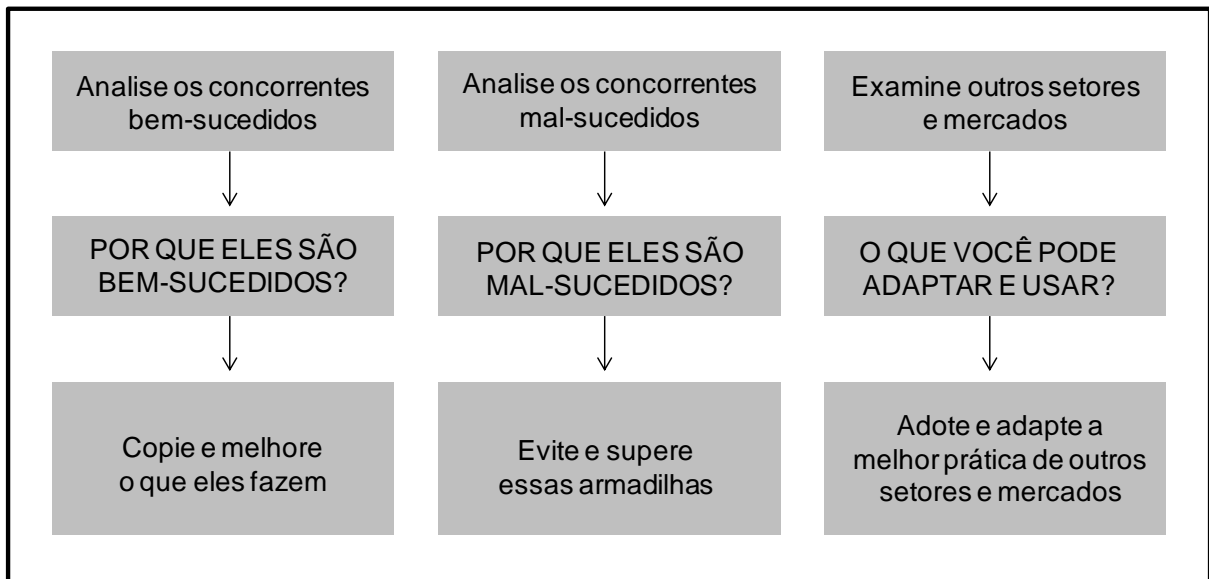 Analise os concorrentes
bem-sucedidos
POR QUE ELES SÃO
BEM-SUCEDIDOS?
Copie e melhore
o que eles fazem
Analise os concorrentes
mal-sucedidos
POR QUE ELES SÃO
MAL-SUCEDIDOS?
Evite e supere
essas armadilhas
Examine outros setores
e mercados
O QUE VOCÊ PODE
ADAPTAR E USAR?
Adote e adapte a
melhor prática de outros
setores e mercados